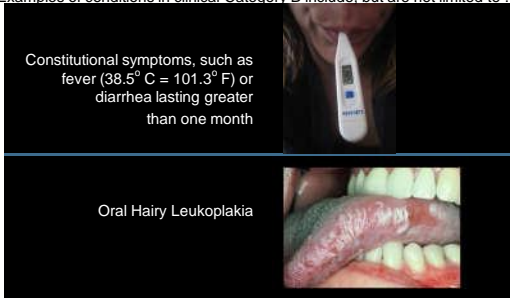 Examples of conditions in clinical Category B include, but are not limited to
Constitutional symptoms, such as
fever (38.5° C = 101.3° F) or
diarrhea lasting greater
than one month
Oral Hairy Leukoplakia